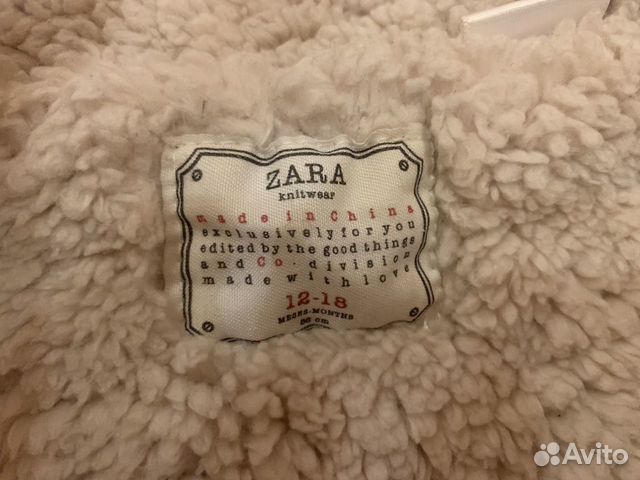 ZARA
knitwear
made in China
exclusively for you
edited by the good things
and Co. division
made with love
12-18
MESES-MONTHS
86 cm
Avito